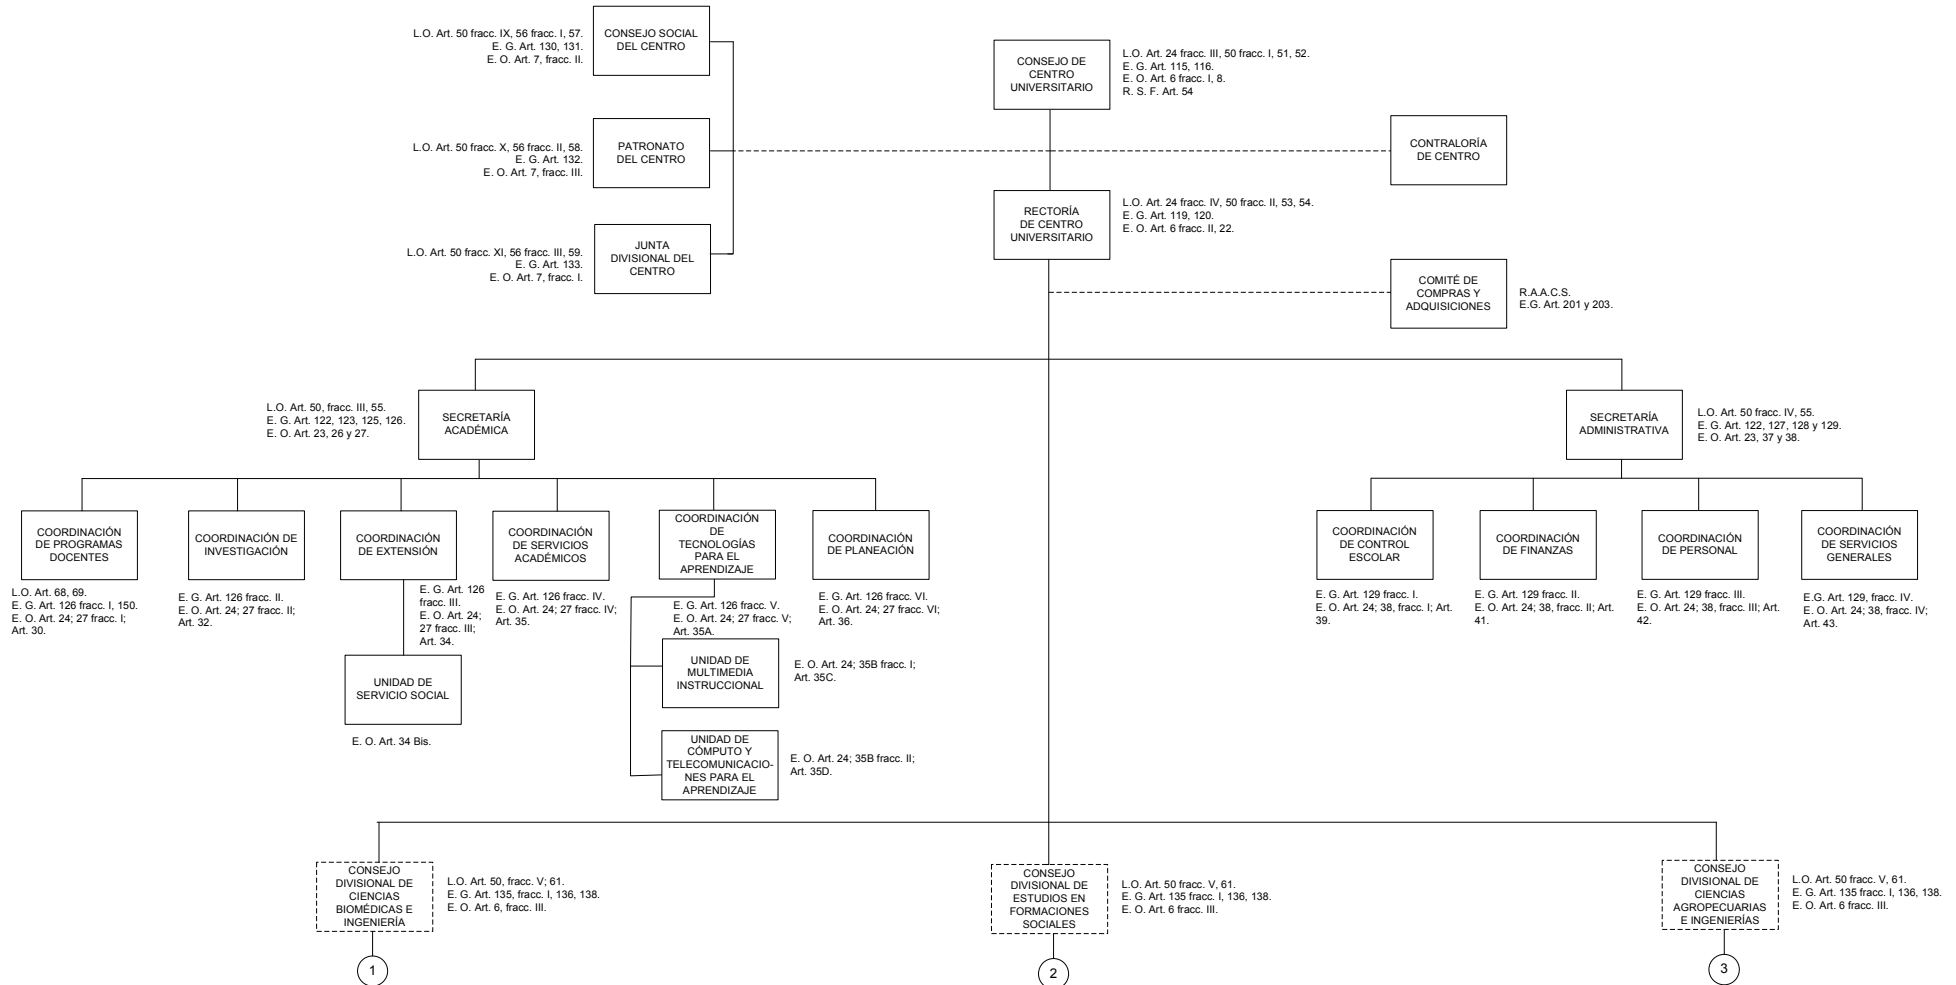 L.O. Art. 50 fracc. IX, 56 fracc. I, 57.
E. G. Art. 130, 131.
E. O. Art. 7, fracc. II.
CONSEJO SOCIAL
DEL CENTRO
CONSEJO DE
CENTRO
UNIVERSITARIO
L.O. Art. 24 fracc. III, 50 fracc. I, 51, 52.
E. G. Art. 115, 116.
E. O. Art. 6 fracc. I, 8.
R. S. F. Art. 54
L.O. Art. 50 fracc. X, 56 fracc. II, 58.
E. G. Art. 132.
E. O. Art. 7, fracc. III.
PATRONATO
DEL CENTRO
CONTRALORÍA
DE CENTRO
L.O. Art. 50 fracc. XI, 56 fracc. III, 59.
E. G. Art. 133.
E. O. Art. 7, fracc. I.
JUNTA
DIVISIONAL DEL
CENTRO
RECTORÍA
DE CENTRO
UNIVERSITARIO
L.O. Art. 24 fracc. IV, 50 fracc. II, 53, 54.
E. G. Art. 119, 120.
E. O. Art. 6 fracc. II, 22.
COMITÉ DE
COMPRAS Y
ADQUISICIONES
R.A.A.C.S.
E.G. Art. 201 y 203.
L.O. Art. 50, fracc. III, 55.
E. G. Art. 122, 123, 125, 126.
E. O. Art. 23, 26 y 27.
SECRETARÍA
ACADÉMICA
SECRETARÍA
ADMINISTRATIVA
L.O. Art. 50 fracc. IV, 55.
E. G. Art. 122, 127, 128 y 129.
E. O. Art. 23, 37 y 38.
COORDINACIÓN
DE PROGRAMAS
DOCENTES
L.O. Art. 68, 69.
E. G. Art. 126 fracc. I, 150.
E. O. Art. 24; 27 fracc. I;
Art. 30.
COORDINACIÓN DE
INVESTIGACIÓN
E. G. Art. 126 fracc. II.
E. O. Art. 24; 27 fracc. II;
Art. 32.
COORDINACIÓN
DE EXTENSIÓN
E. G. Art. 126
fracc. III.
E. O. Art. 24;
27 fracc. III;
Art. 34.
UNIDAD DE
SERVICIO SOCIAL
E. O. Art. 34 Bis.
COORDINACIÓN
DE SERVICIOS
ACADÉMICOS
E. G. Art. 126 fracc. IV.
E. O. Art. 24; 27 fracc. IV;
Art. 35.
COORDINACIÓN
DE
TECNOLOGÍAS
PARA EL
APRENDIZAJE
E. G. Art. 126 fracc. V.
E. O. Art. 24; 27 fracc. V;
Art. 35A.
UNIDAD DE
MULTIMEDIA
INSTRUCCIONAL
E. O. Art. 24; 35B fracc. I;
Art. 35C.
UNIDAD DE
CÓMPUTO Y
TELECOMUNICACIO-
NES PARA EL
APRENDIZAJE
E. O. Art. 24; 35B fracc. II;
Art. 35D.
COORDINACIÓN
DE PLANEACIÓN
E. G. Art. 126 fracc. VI.
E. O. Art. 24; 27 fracc. VI;
Art. 36.
COORDINACIÓN
DE CONTROL
ESCOLAR
E. G. Art. 129 fracc. I.
E. O. Art. 24; 38, fracc. I; Art.
39.
COORDINACIÓN
DE FINANZAS
E. G. Art. 129 fracc. II.
E. O. Art. 24; 38, fracc. II; Art.
41.
COORDINACIÓN
DE PERSONAL
E. G. Art. 129 fracc. III.
E. O. Art. 24; 38, fracc. III; Art.
42.
COORDINACIÓN
DE SERVICIOS
GENERALES
E.G. Art. 129, fracc. IV.
E. O. Art. 24; 38, fracc. IV;
Art. 43.
CONSEJO
DIVISIONAL DE
CIENCIAS
BIOMÉDICAS E
INGENIERÍA
L.O. Art. 50, fracc. V; 61.
E. G. Art. 135, fracc. I, 136, 138.
E. O. Art. 6, fracc. III.
1
CONSEJO
DIVISIONAL DE
ESTUDIOS EN
FORMACIONES
SOCIALES
L.O. Art. 50 fracc. V, 61.
E. G. Art. 135 fracc. I, 136, 138.
E. O. Art. 6 fracc. III.
2
CONSEJO
DIVISIONAL DE
CIENCIAS
AGROPECUARIAS
E INGENIERÍAS
L.O. Art. 50 fracc. V, 61.
E. G. Art. 135 fracc. I, 136, 138.
E. O. Art. 6 fracc. III.
3